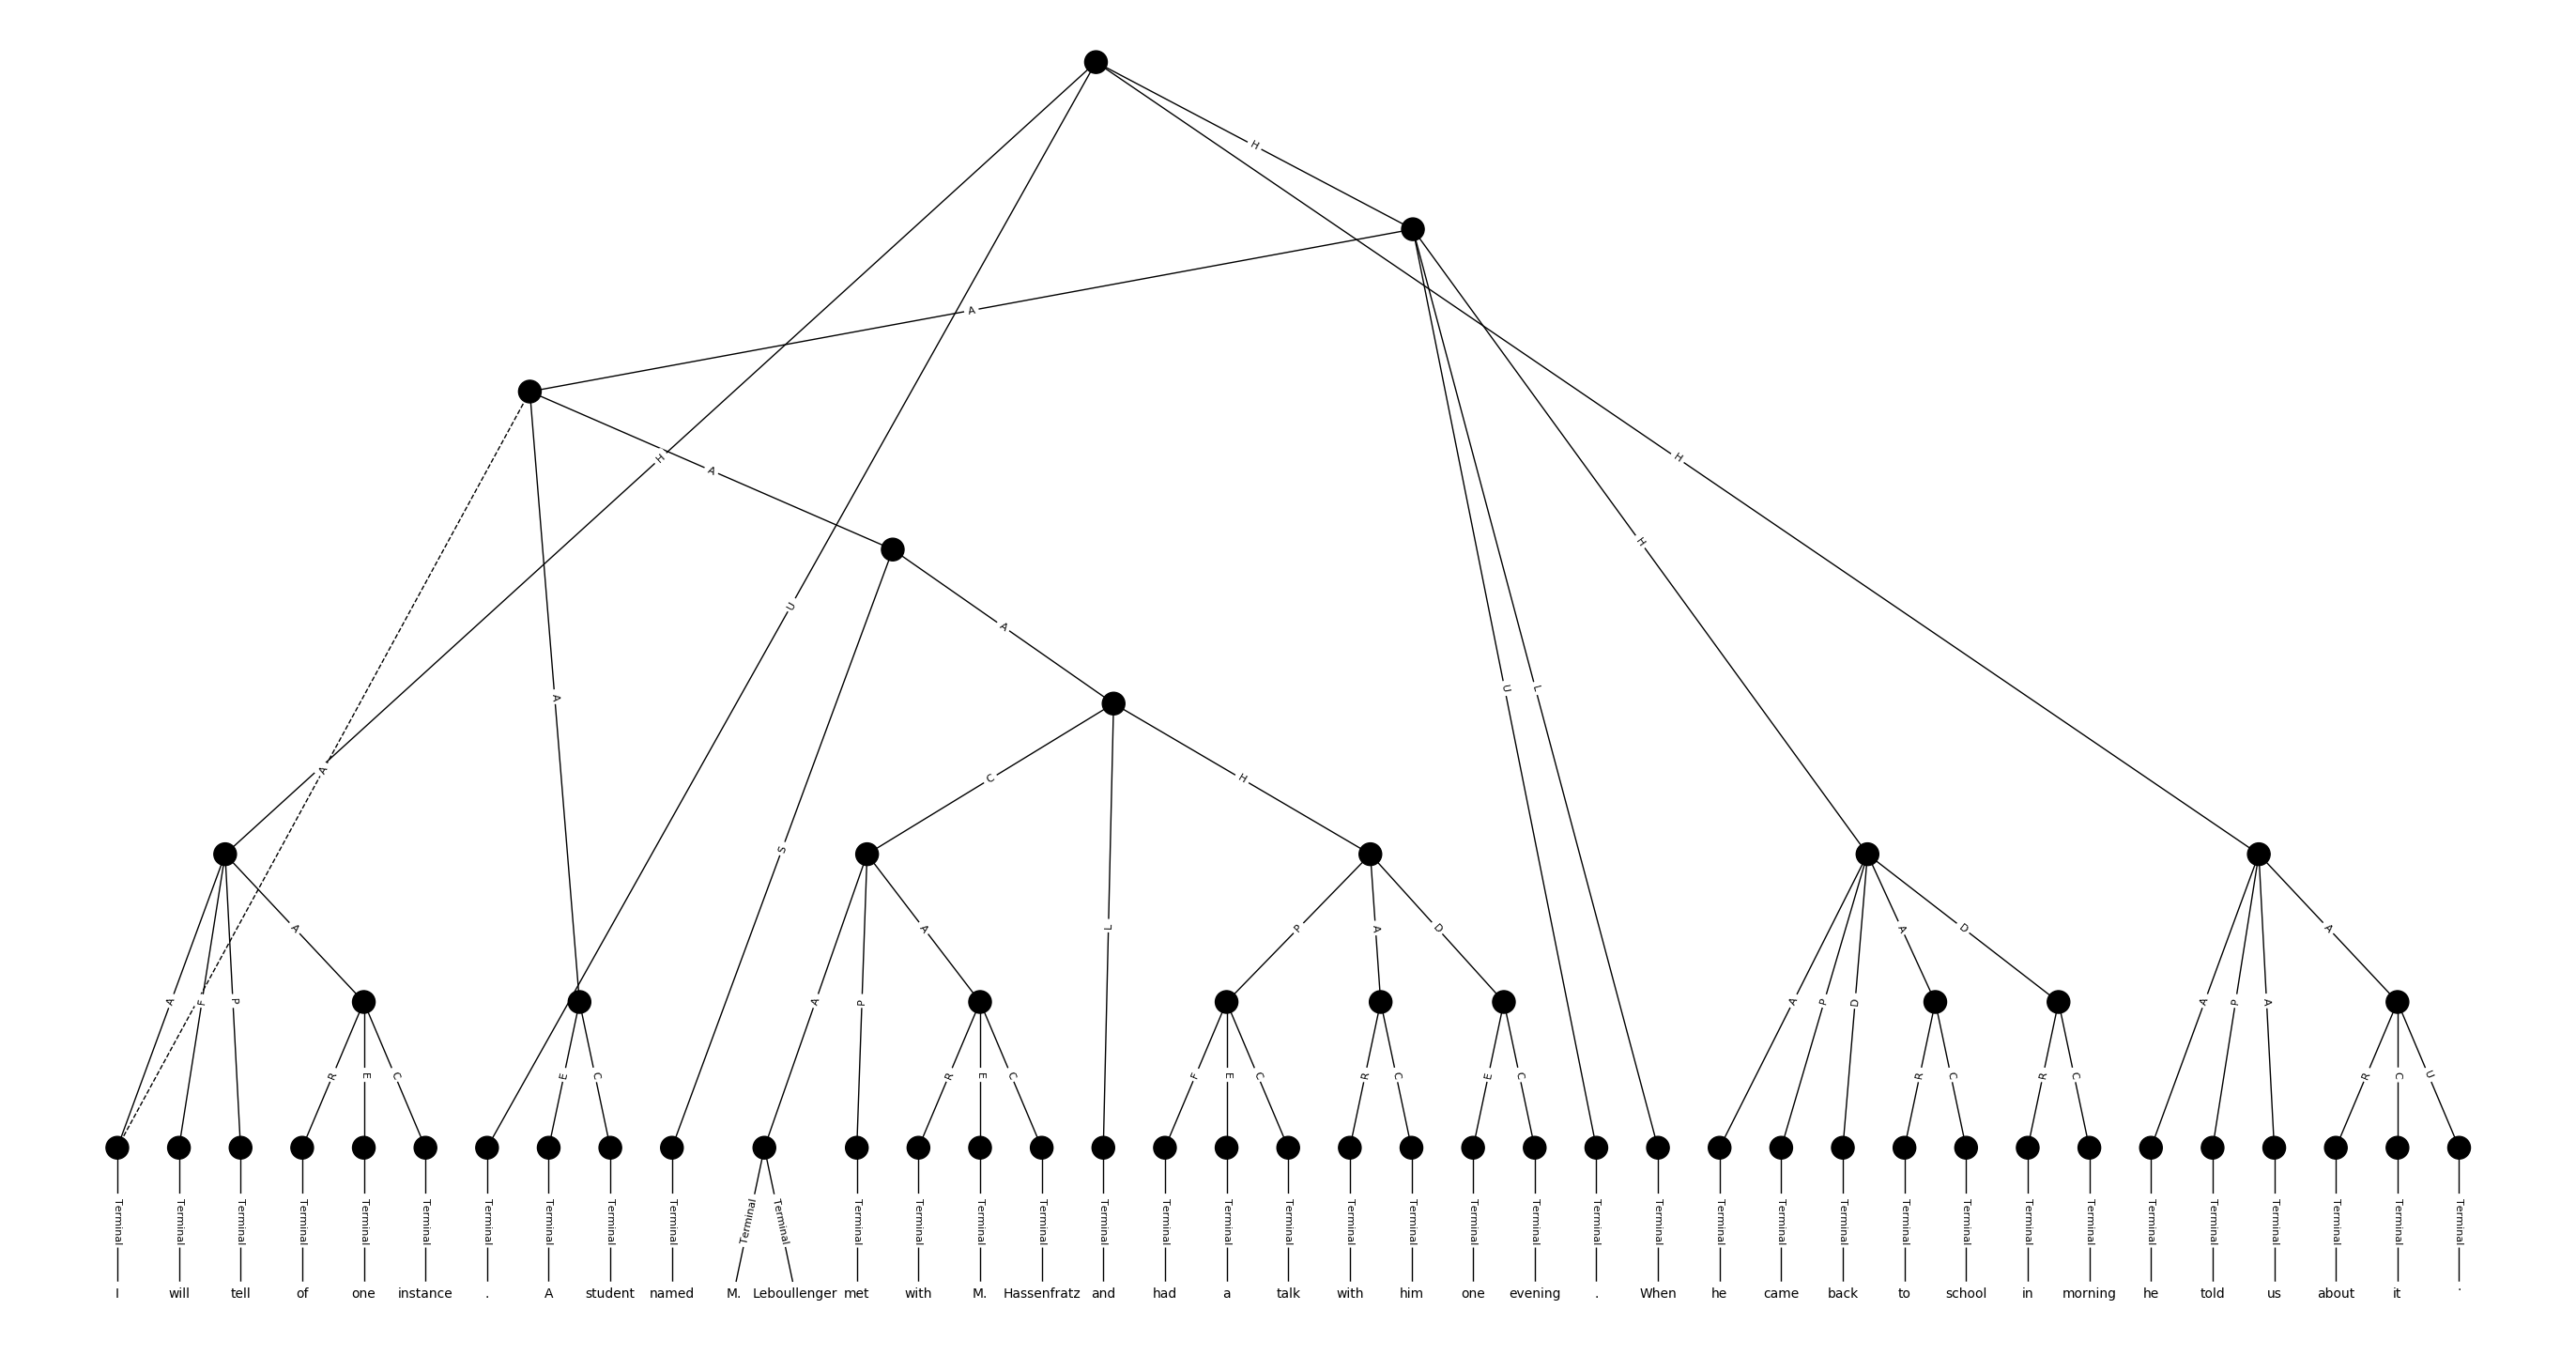 H
A
H A H
U A
A U L
S
A C H
A
A P A D A D A
A F P A P P D A P A
R E C E C R E C L F E C R C E C R C R C R C U
Terminal Terminal Terminal Terminal Terminal Terminal Terminal Terminal Terminal Terminal Terminal Terminal Terminal Terminal Terminal Terminal Terminal Terminal Terminal Terminal Terminal Terminal Terminal Terminal Terminal Terminal Terminal Terminal Terminal Terminal Terminal Terminal Terminal Terminal Terminal Terminal Terminal Terminal Terminal
I will tell of one instance . A student named M. Leboullenger met with M. Hassenfratz and had a talk with him one evening . When he came back to school in morning he told us about it .